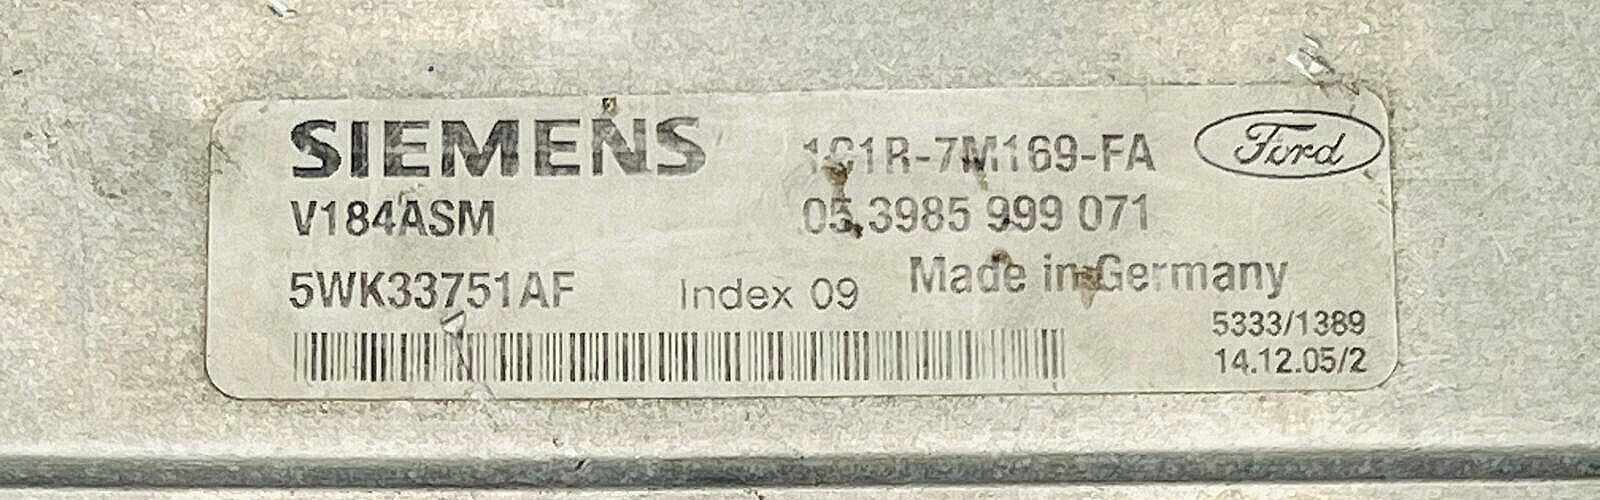 SIEMENS
1C1R-7M169-FA
Ford
V184ASM
05.3985 999 071
5WK33751AF
Index 09
Made in Germany
5333/1389
14.12.05/2